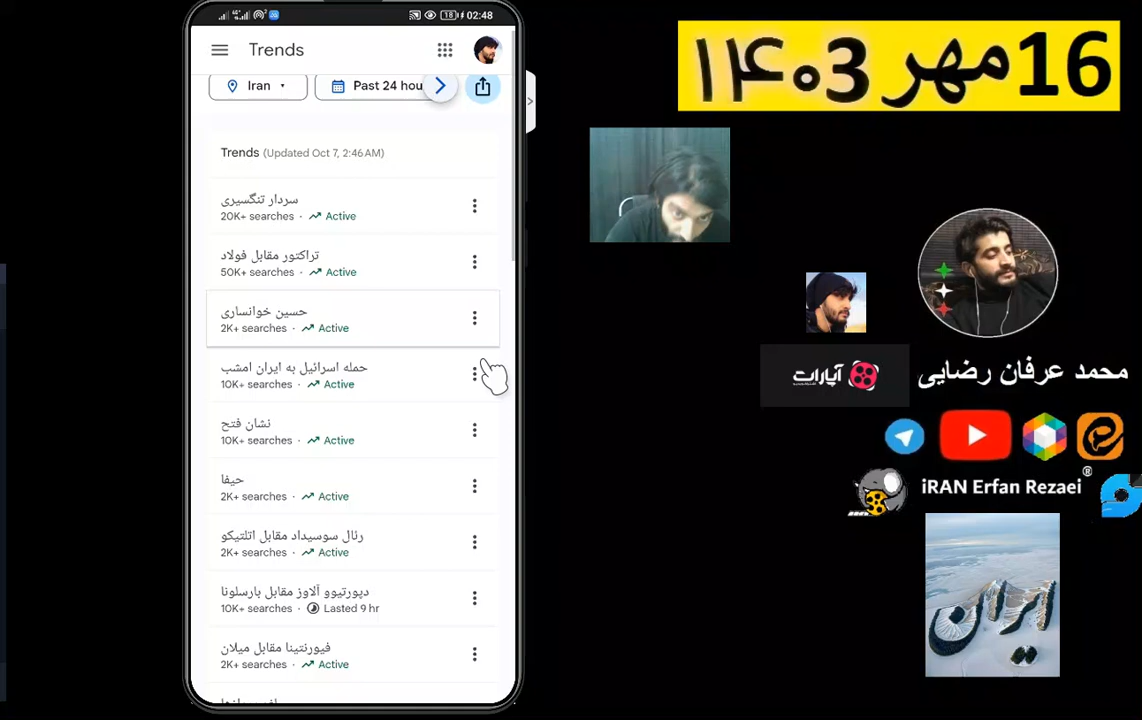 02:48
Trends
Iran
Past 24 hou
Trends (Updated Oct 7, 2:46 AM)
سردار تنگسیری
20K+ searches · Active
تراکتور مقابل فولاد
50K+ searches · Active
حسین خوانساری
2K+ searches · Active
حمله اسرائیل به ایران امشب
10K+ searches · Active
نشان فتح
10K+ searches · Active
حیفا
2K+ searches · Active
رئال سوسیداد مقابل اتلتیکو
2K+ searches · Active
دپورتیوو آلاوز مقابل بارسلونا
10K+ searches · Lasted 9 hr
فیورنتینا مقابل میلان
2K+ searches · Active
16 مهر ۱۴۰3
آپارات
محمد عرفان رضایی
iRAN Erfan Rezaei ®
ایران